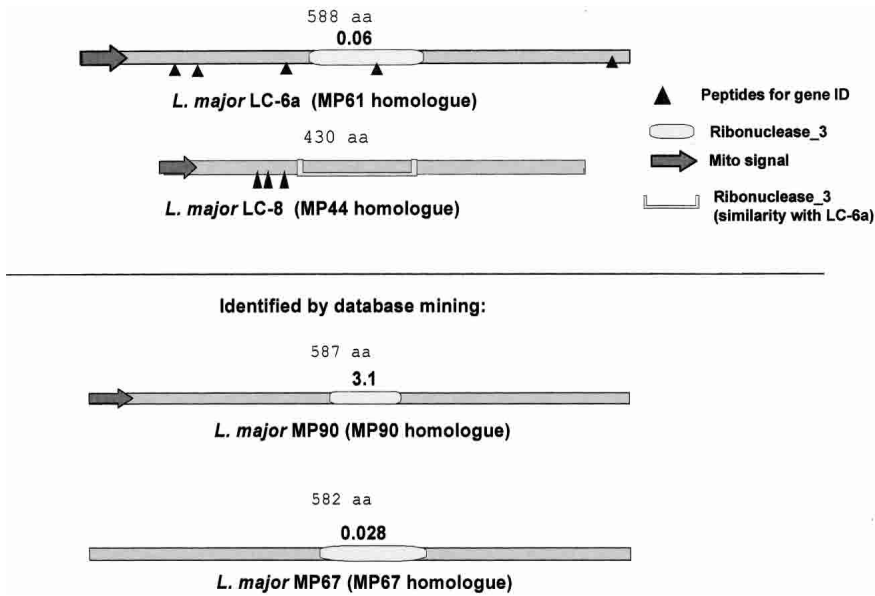 588 aa
0.06
L. major LC-6a (MP61 homologue)
430 aa
L. major LC-8 (MP44 homologue)
Peptides for gene ID
Ribonuclease_3
Mito signal
Ribonuclease_3
(similarity with LC-6a)
Identified by database mining:
587 aa
3.1
L. major MP90 (MP90 homologue)
582 aa
0.028
L. major MP67 (MP67 homologue)